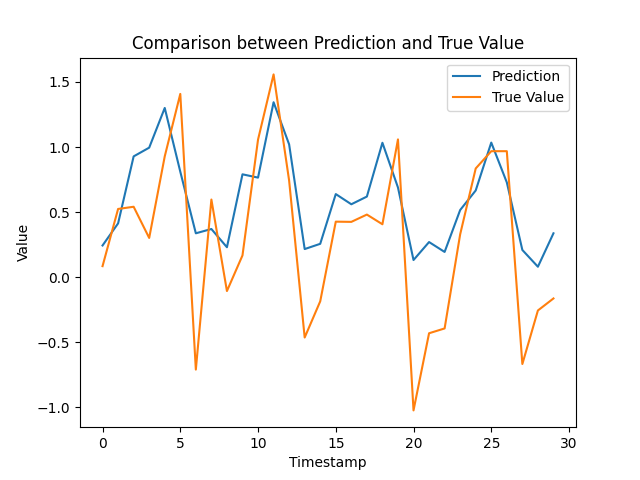 Comparison between Prediction and True Value
Prediction
True Value
1.5
1.0
0.5
0.0
−0.5
−1.0
Value
0 5 10 15 20 25 30
Timestamp